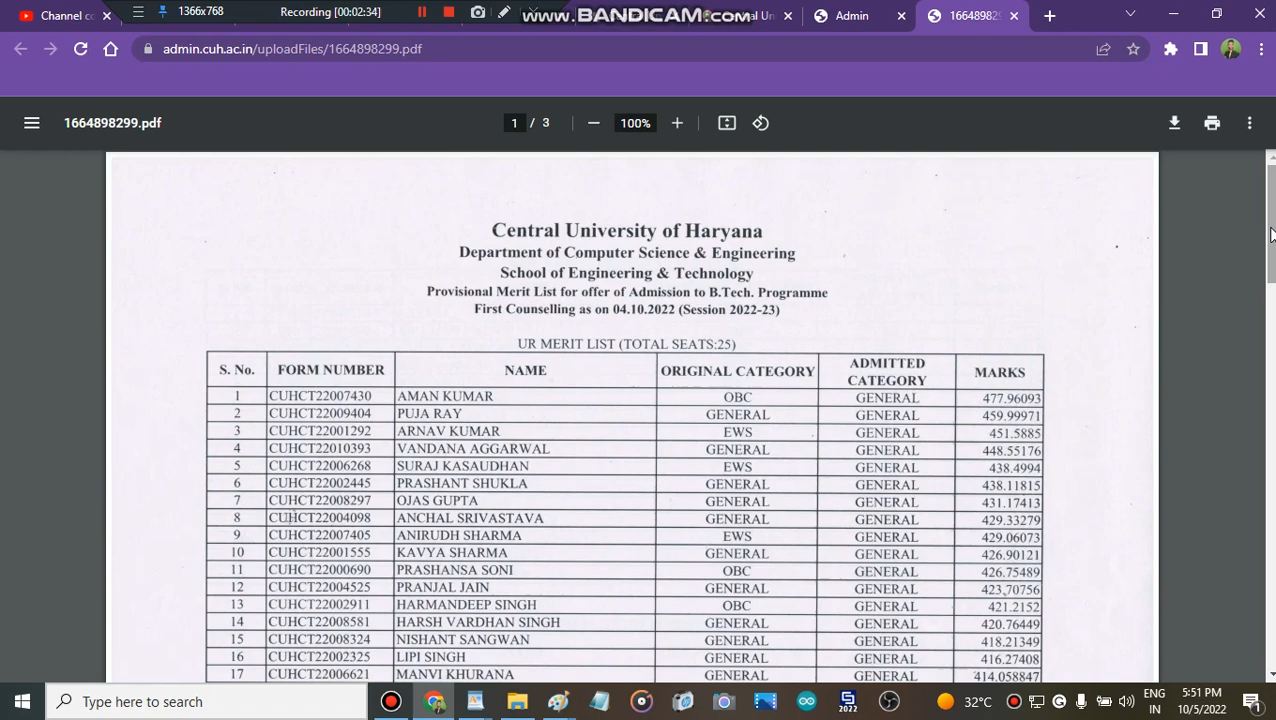 Channel co
1366x768
Recording [00:02:34]
www.BANDICAM.com
al Un
Admin
1664898299
admin.cuh.ac.in/uploadFiles/1664898299.pdf
1664898299.pdf
1 / 3
100%
Central University of Haryana
Department of Computer Science & Engineering
School of Engineering & Technology
Provisional Merit List for offer of Admission to B.Tech. Programme
First Counselling as on 04.10.2022 (Session 2022-23)
UR MERIT LIST (TOTAL SEATS:25)
S. No. FORM NUMBER NAME ORIGINAL CATEGORY ADMITTED CATEGORY MARKS
1 CUHCT22007430 AMAN KUMAR OBC GENERAL 477.96093
2 CUHCT22009404 PUJA RAY GENERAL GENERAL 459.99971
3 CUHCT22001292 ARNAV KUMAR EWS GENERAL 451.5885
4 CUHCT22010393 VANDANA AGGARWAL GENERAL GENERAL 448.55176
5 CUHCT22006268 SURAJ KASAUDHAN EWS GENERAL 438.4994
6 CUHCT22002445 PRASHANT SHUKLA GENERAL GENERAL 438.11815
7 CUHCT22008297 OJAS GUPTA GENERAL GENERAL 431.17413
8 CUHCT22004098 ANCHAL SRIVASTAVA GENERAL GENERAL 429.33279
9 CUHCT22007405 ANIRUDH SHARMA EWS GENERAL 429.06073
10 CUHCT22001555 KAVYA SHARMA GENERAL GENERAL 426.90121
11 CUHCT22000690 PRASHANSA SONI OBC GENERAL 426.75489
12 CUHCT22004525 PRANJAL JAIN GENERAL GENERAL 423.70756
13 CUHCT22002911 HARMANDEEP SINGH OBC GENERAL 421.2152
14 CUHCT22008581 HARSH VARDHAN SINGH GENERAL GENERAL 420.76449
15 CUHCT22008324 NISHANT SANGWAN GENERAL GENERAL 418.21349
16 CUHCT22002325 LIPI SINGH GENERAL GENERAL 416.27408
17 CUHCT22006621 MANVI KHURANA GENERAL GENERAL 414.058847
Type here to search
2022
32°C
ENG
IN
5:51 PM
10/5/2022
1